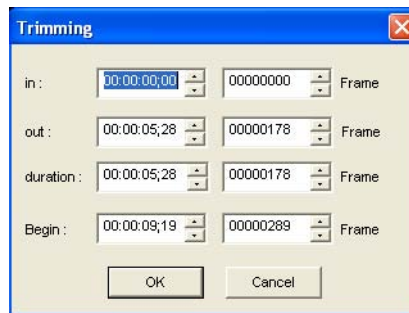 Trimming
in : 00:00:00;00 00000000 Frame
out : 00:00:05;28 00000178 Frame
duration : 00:00:05;28 00000178 Frame
Begin : 00:00:09;19 00000289 Frame
OK Cancel